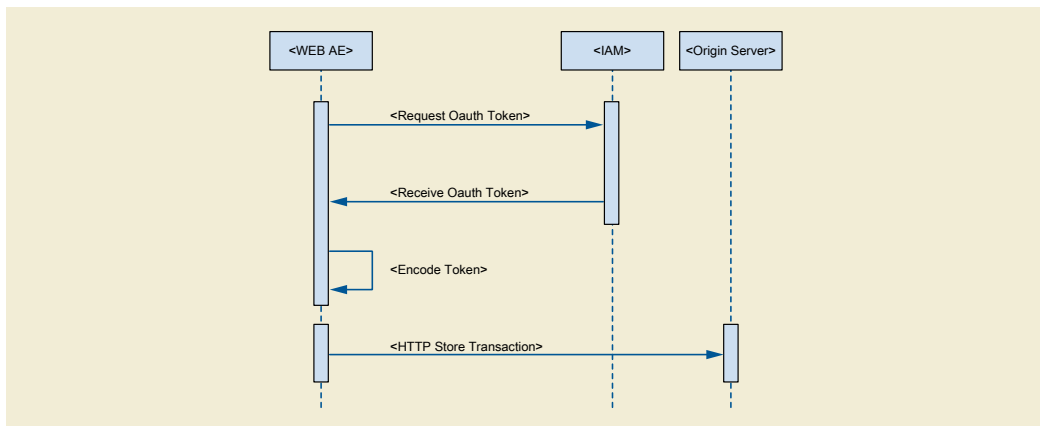 <WEB AE>
<IAM>
<Origin Server>
<Request Oauth Token>
<Receive Oauth Token>
<Encode Token>
<HTTP Store Transaction>